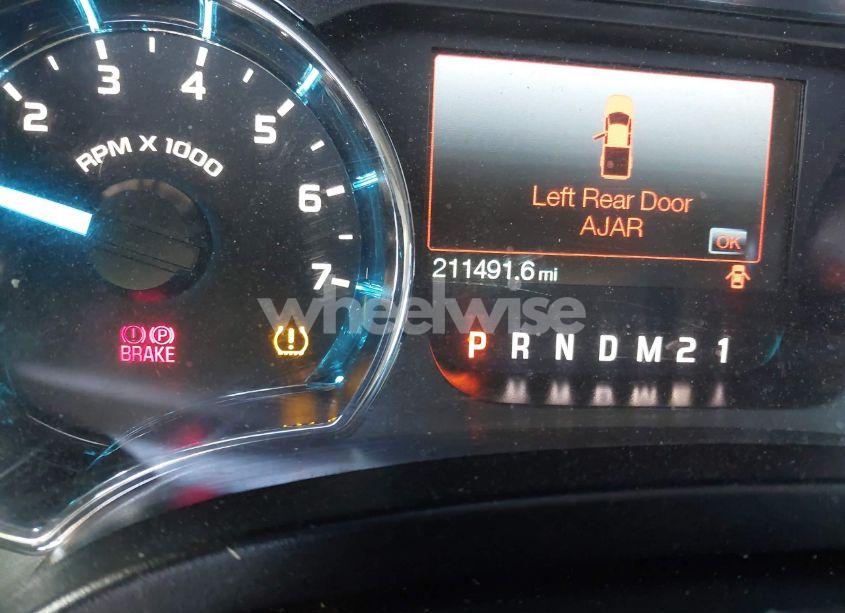 2 3 4 5 6 7
RPM X 1000
BRAKE
Left Rear Door
AJAR
OK
211491.6 mi
wheelwise
P R N D M 2 1